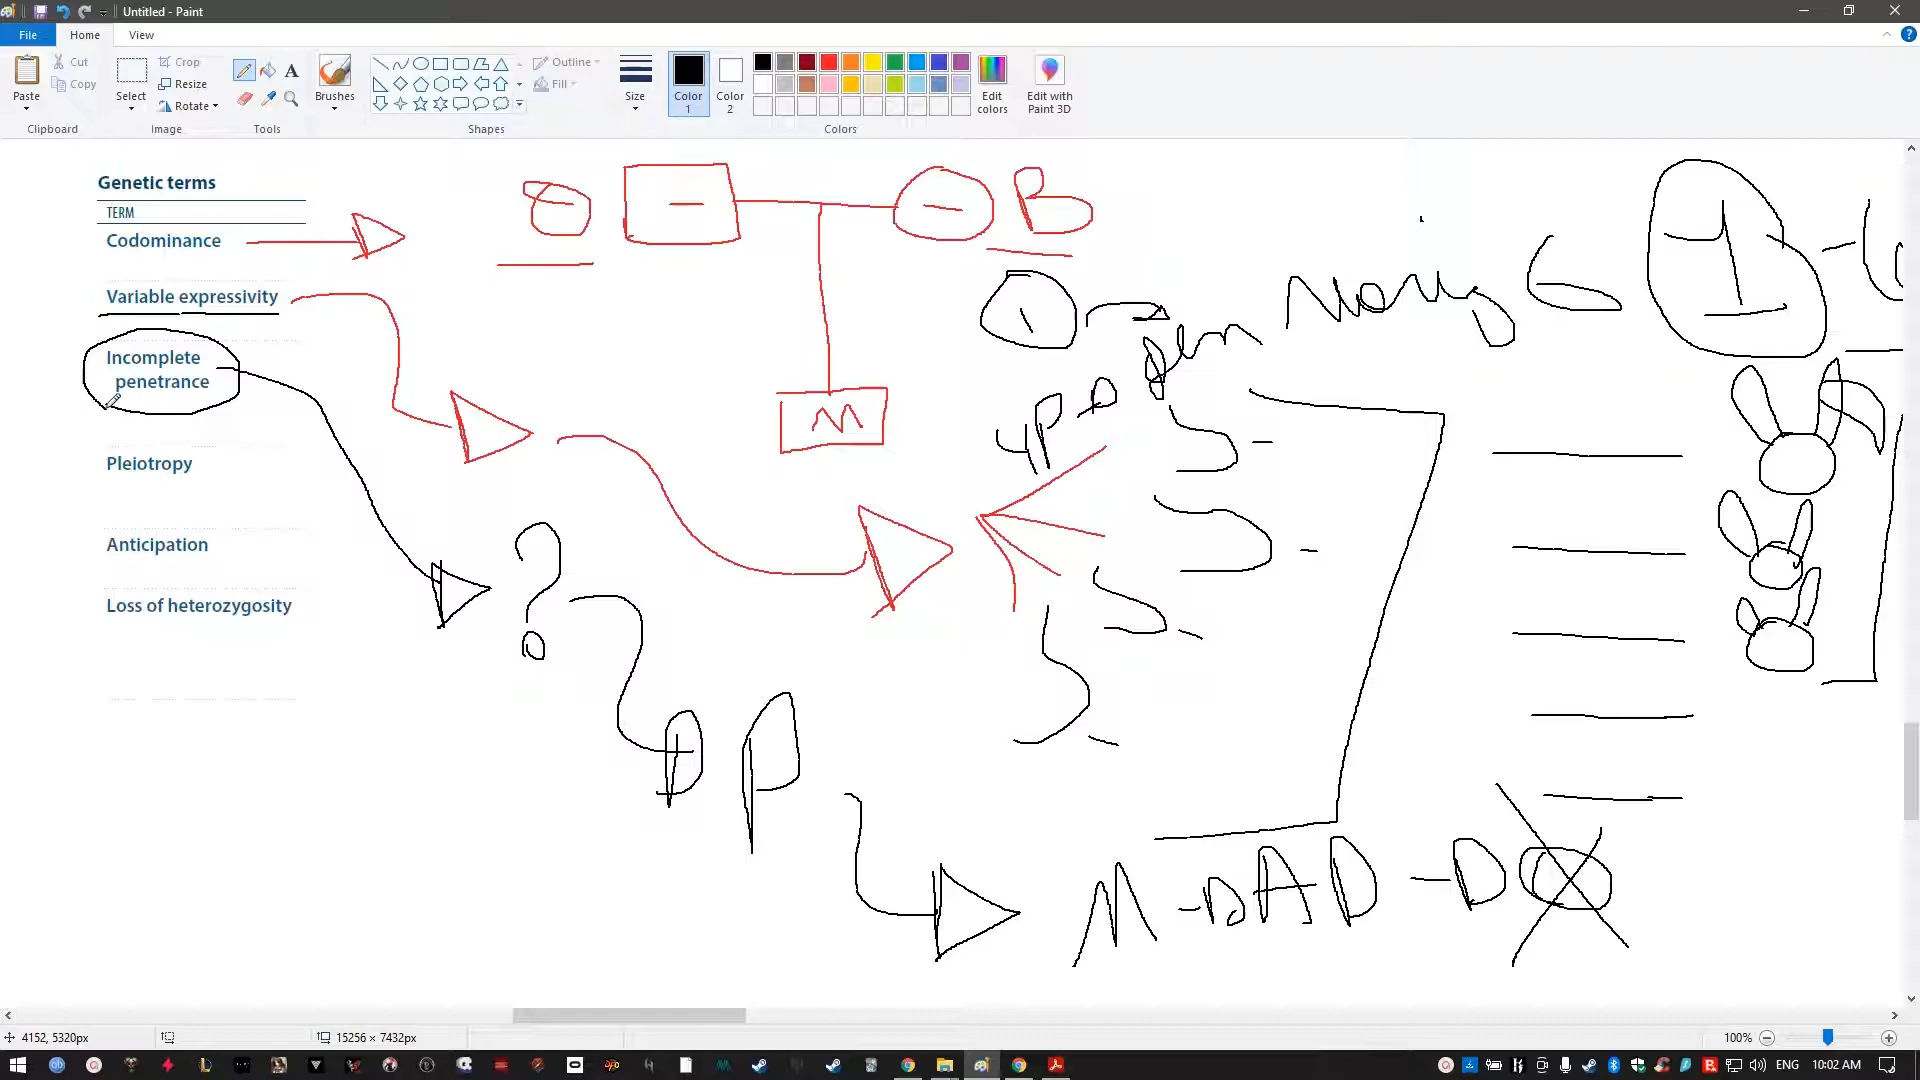 Untitled - Paint
File
Home
View
Paste
Cut
Copy
Clipboard
Select
Crop
Resize
Rotate
Image
Tools
Brushes
Shapes
Outline
Fill
Size
Color 1
Color 2
Edit colors
Edit with Paint 3D
Colors
Genetic terms
TERM
Codominance
Variable expressivity
Incomplete penetrance
Pleiotropy
Anticipation
Loss of heterozygosity
B
M
?
M - DAD - D
4152, 5320px
15256 × 7432px
100%
ENG
10:02 AM